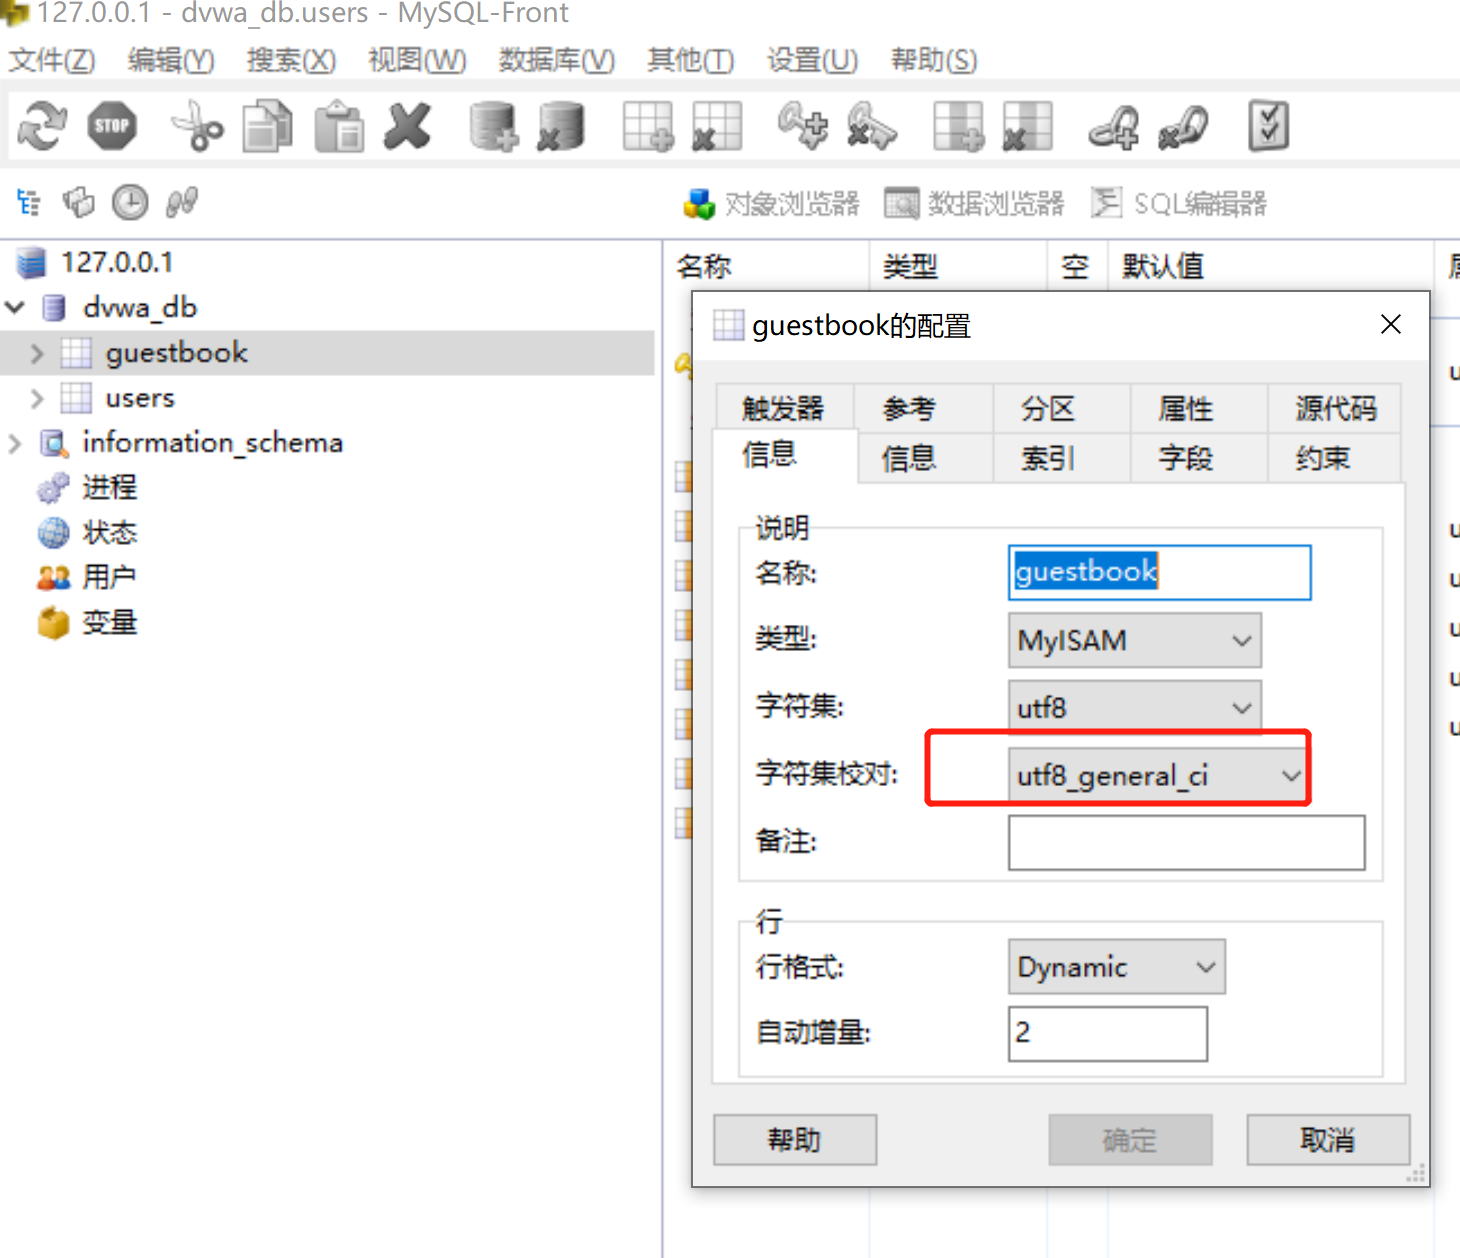 127.0.0.1 - dvwa_db.users - MySQL-Front
文件(Z) 编辑(Y) 搜索(X) 视图(W) 数据库(V) 其他(T) 设置(U) 帮助(S)
STOP
对象浏览器 数据浏览器 SQL编辑器
127.0.0.1
dvwa_db
guestbook
users
information_schema
进程
状态
用户
变量
名称 类型 空 默认值
guestbook的配置
触发器 参考 分区 属性 源代码
信息 信息 索引 字段 约束
说明
名称: guestbook
类型: MyISAM
字符集: utf8
字符集校对: utf8_general_ci
备注:
行
行格式: Dynamic
自动增量: 2
帮助 确定 取消